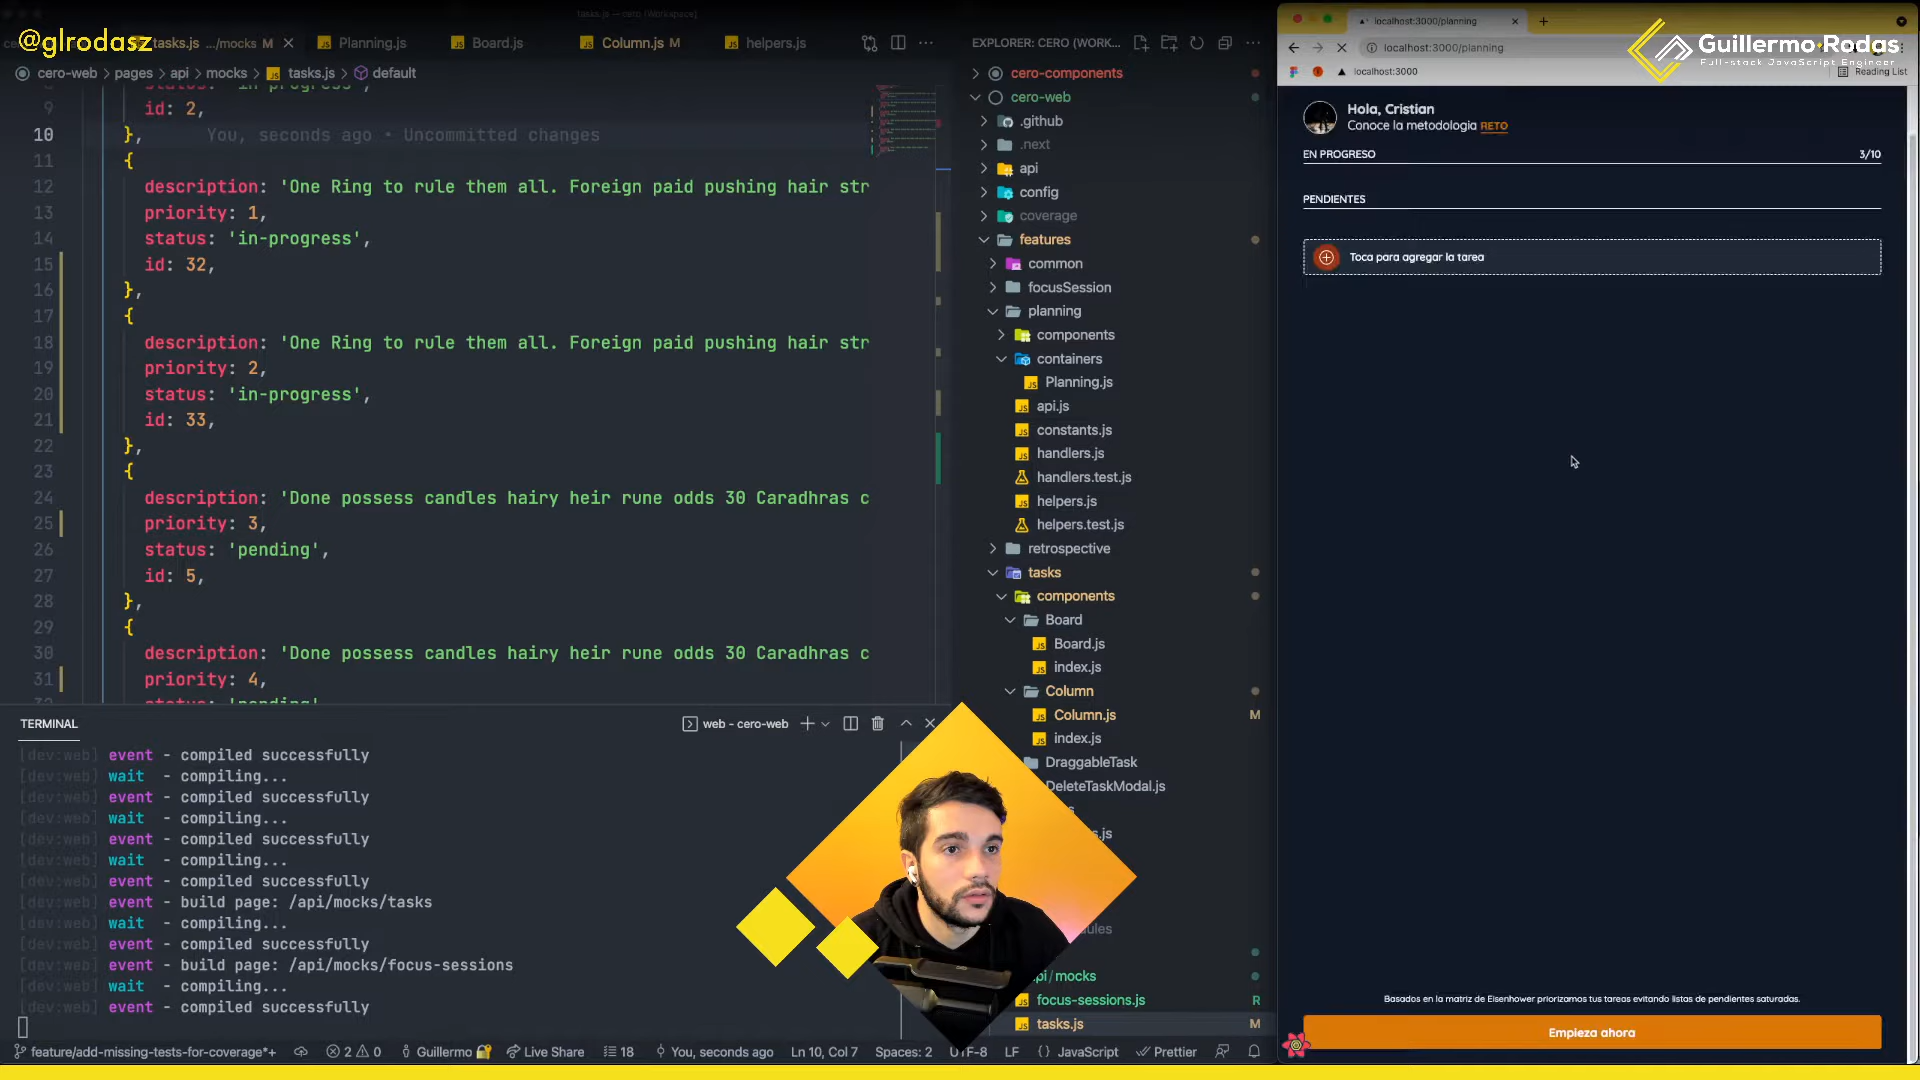 tasks.js — cero (Workspace)
@glrodasz
tasks.js .../mocks M
Planning.js
Board.js
Column.js M
helpers.js
cero-web > pages > api > mocks > tasks.js > default
9 id: 2,
10 }, You, seconds ago • Uncommitted changes
11 {
12 description: 'One Ring to rule them all. Foreign paid pushing hair str
13 priority: 1,
14 status: 'in-progress',
15 id: 32,
16 },
17 {
18 description: 'One Ring to rule them all. Foreign paid pushing hair str
19 priority: 2,
20 status: 'in-progress',
21 id: 33,
22 },
23 {
24 description: 'Done possess candles hairy heir rune odds 30 Caradhras c
25 priority: 3,
26 status: 'pending',
27 id: 5,
28 },
29 {
30 description: 'Done possess candles hairy heir rune odds 30 Caradhras c
31 priority: 4,
TERMINAL
web - cero-web
[dev:web] event - compiled successfully
[dev:web] wait - compiling...
[dev:web] event - compiled successfully
[dev:web] wait - compiling...
[dev:web] event - compiled successfully
[dev:web] wait - compiling...
[dev:web] event - compiled successfully
[dev:web] event - build page: /api/mocks/tasks
[dev:web] wait - compiling...
[dev:web] event - compiled successfully
[dev:web] event - build page: /api/mocks/focus-sessions
[dev:web] wait - compiling...
[dev:web] event - compiled successfully
feature/add-missing-tests-for-coverage*+
2 0
Guillermo
Live Share
18
You, seconds ago
Ln 10, Col 7
Spaces: 2
UTF-8
LF
{} JavaScript
Prettier
EXPLORER: CERO (WORK...
cero-components
cero-web
.github
.next
api
config
coverage
features
common
focusSession
planning
components
containers
Planning.js
api.js
constants.js
handlers.js
handlers.test.js
helpers.js
helpers.test.js
retrospective
tasks
components
Board
Board.js
index.js
Column
Column.js M
index.js
DraggableTask
DeleteTaskModal.js
/mocks
focus-sessions.js R
tasks.js M
localhost:3000/planning
localhost:3000/planning
localhost:3000
Reading List
Guillermo Rodas
Full-stack JavaScript Engineer
Hola, Cristian
Conoce la metodologia RETO
EN PROGRESO 3/10
PENDIENTES
Toca para agregar la tarea
Basados en la matriz de Eisenhower priorizamos tus tareas evitando listas de pendientes saturadas.
Empieza ahora